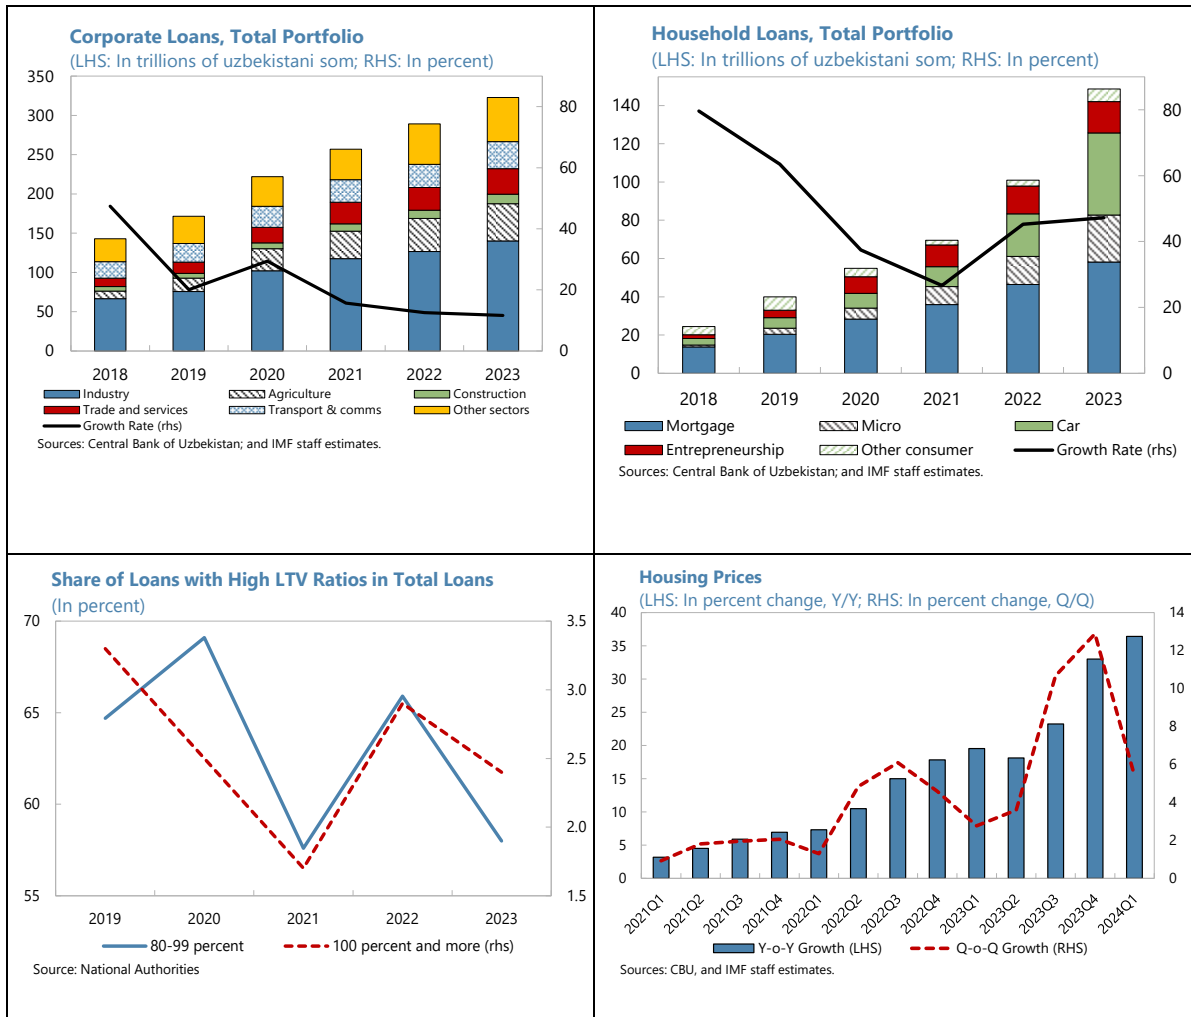 Corporate Loans, Total Portfolio
(LHS: In trillions of uzbekistani som; RHS: In percent)
350
300
250
200
150
100
50
0
80
60
40
20
0
2018 2019 2020 2021 2022 2023
Industry Agriculture Construction
Trade and services Transport & comms Other sectors
Growth Rate (rhs)
Sources: Central Bank of Uzbekistan; and IMF staff estimates.
Household Loans, Total Portfolio
(LHS: In trillions of uzbekistani som; RHS: In percent)
140
120
100
80
60
40
20
0
80
60
40
20
0
2018 2019 2020 2021 2022 2023
Mortgage Micro Car
Entrepreneurship Other consumer Growth Rate (rhs)
Sources: Central Bank of Uzbekistan; and IMF staff estimates.
Share of Loans with High LTV Ratios in Total Loans
(In percent)
70
65
60
55
3.5
3.0
2.5
2.0
1.5
2019 2020 2021 2022 2023
80-99 percent 100 percent and more (rhs)
Source: National Authorities
Housing Prices
(LHS: In percent change, Y/Y; RHS: In percent change, Q/Q)
40
35
30
25
20
15
10
5
0
14
12
10
8
6
4
2
0
2021Q1 2021Q2 2021Q3 2021Q4 2022Q1 2022Q2 2022Q3 2022Q4 2023Q1 2023Q2 2023Q3 2023Q4 2024Q1
Y-o-Y Growth (LHS) Q-o-Q Growth (RHS)
Sources: CBU, and IMF staff estimates.